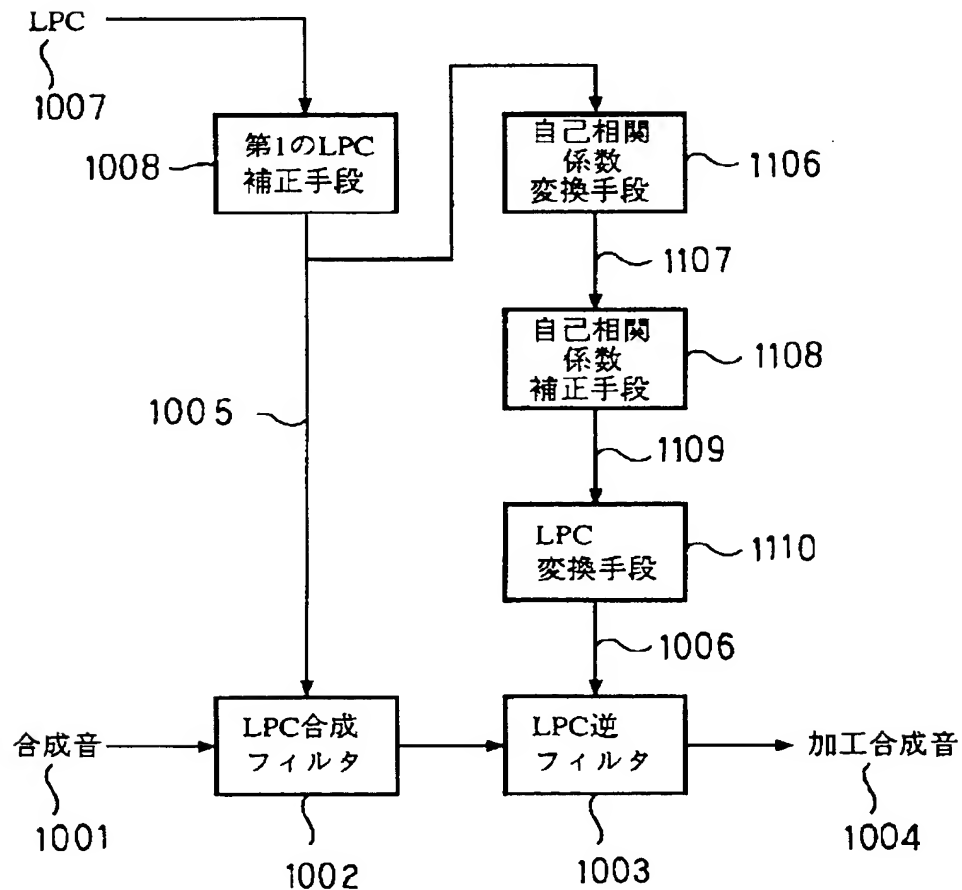 LPC
1007
第1のLPC
補正手段
1008
自己相関
係数
変換手段
1106
1107
自己相関
係数
補正手段
1108
1005
1109
LPC
変換手段
1110
1006
合成音
1001
LPC合成
フィルタ
1002
LPC逆
フィルタ
1003
加工合成音
1004